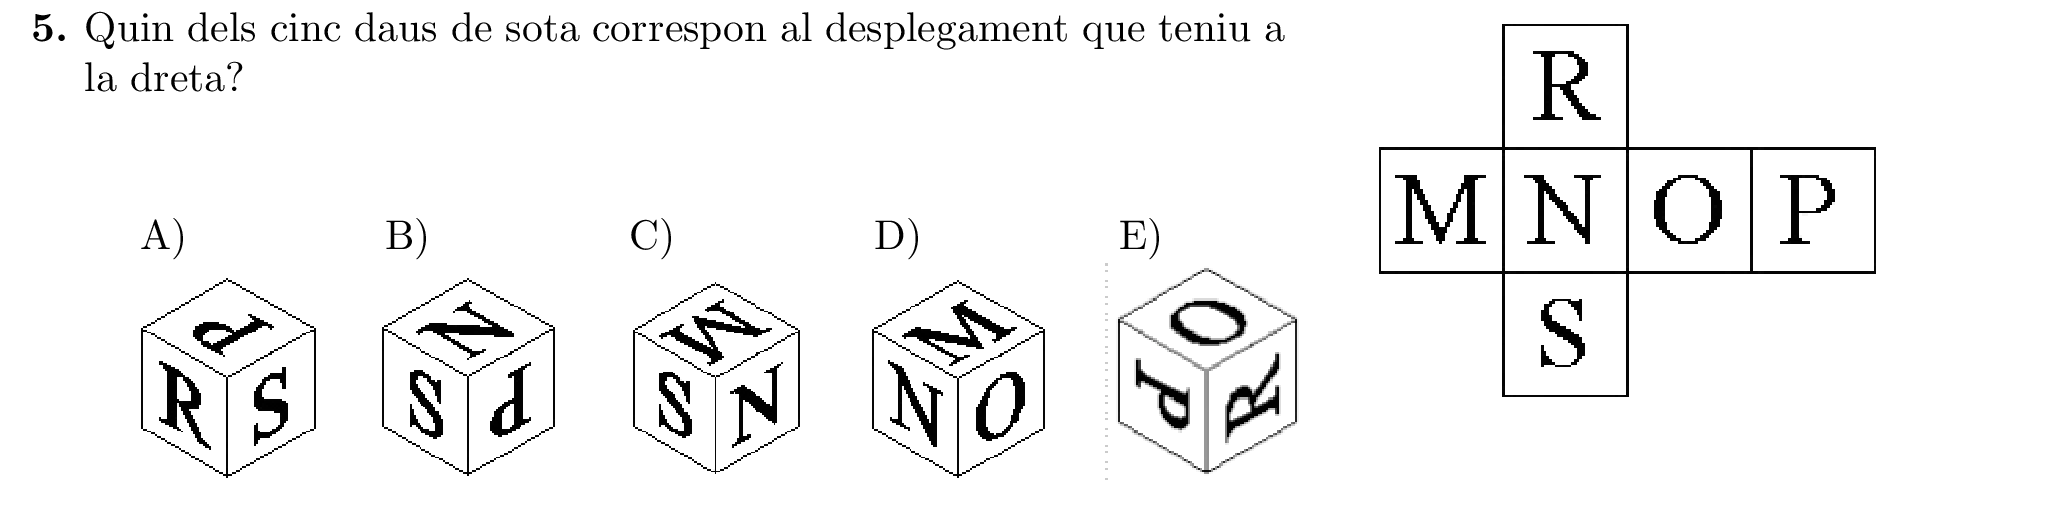 5. Quin dels cinc daus de sota correspon al desplegament que teniu a
la dreta?
R
M N O P
S
A) B) C) D) E)
P N M M O
R S S P S N N O P R